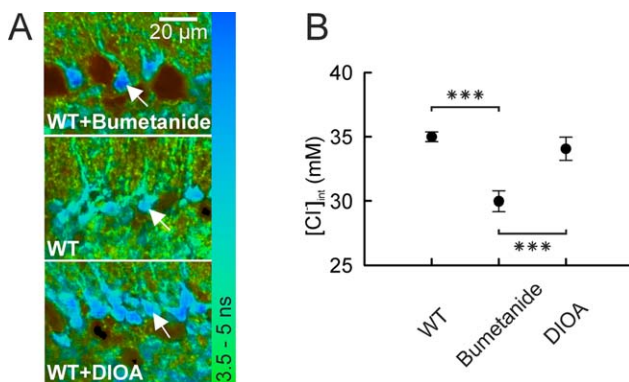 A
20 µm
WT+Bumetanide
WT
WT+DIOA
3.5 - 5 ns
B
[Cl-]int (mM)
40
35
30
25
***
***
WT
Bumetanide
DIOA